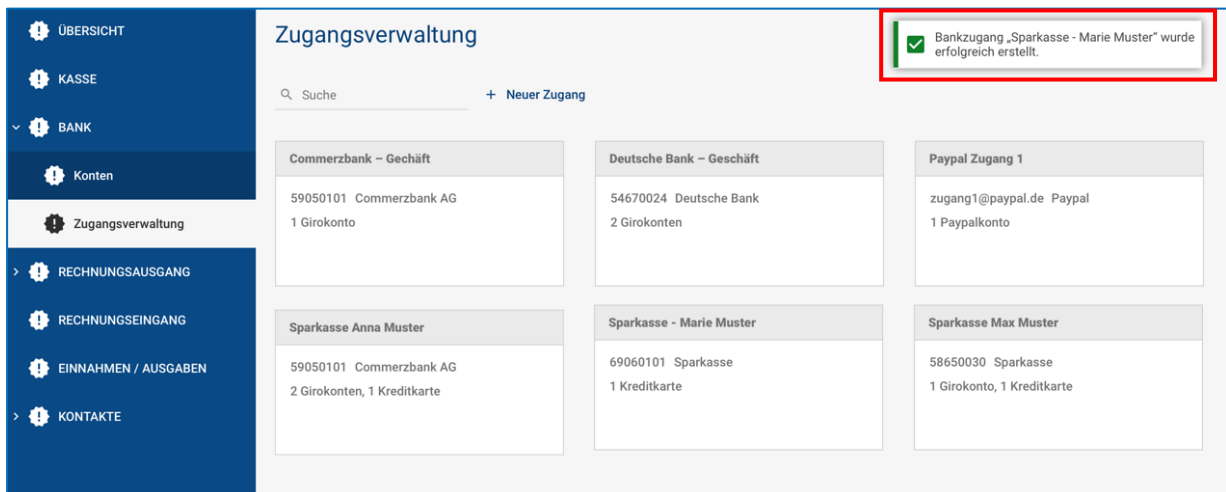 ÜBERSICHT
KASSE
BANK
Konten
Zugangsverwaltung
RECHNUNGSAUSGANG
RECHNUNGSEINGANG
EINNAHMEN / AUSGABEN
KONTAKTE
Zugangsverwaltung
Bankzugang „Sparkasse - Marie Muster“ wurde
erfolgreich erstellt.
Suche
+ Neuer Zugang
Commerzbank – Gechäft
59050101 Commerzbank AG
1 Girokonto
Deutsche Bank – Geschäft
54670024 Deutsche Bank
2 Girokonten
Paypal Zugang 1
zugang1@paypal.de Paypal
1 Paypalkonto
Sparkasse Anna Muster
59050101 Commerzbank AG
2 Girokonten, 1 Kreditkarte
Sparkasse - Marie Muster
69060101 Sparkasse
1 Kreditkarte
Sparkasse Max Muster
58650030 Sparkasse
1 Girokonto, 1 Kreditkarte